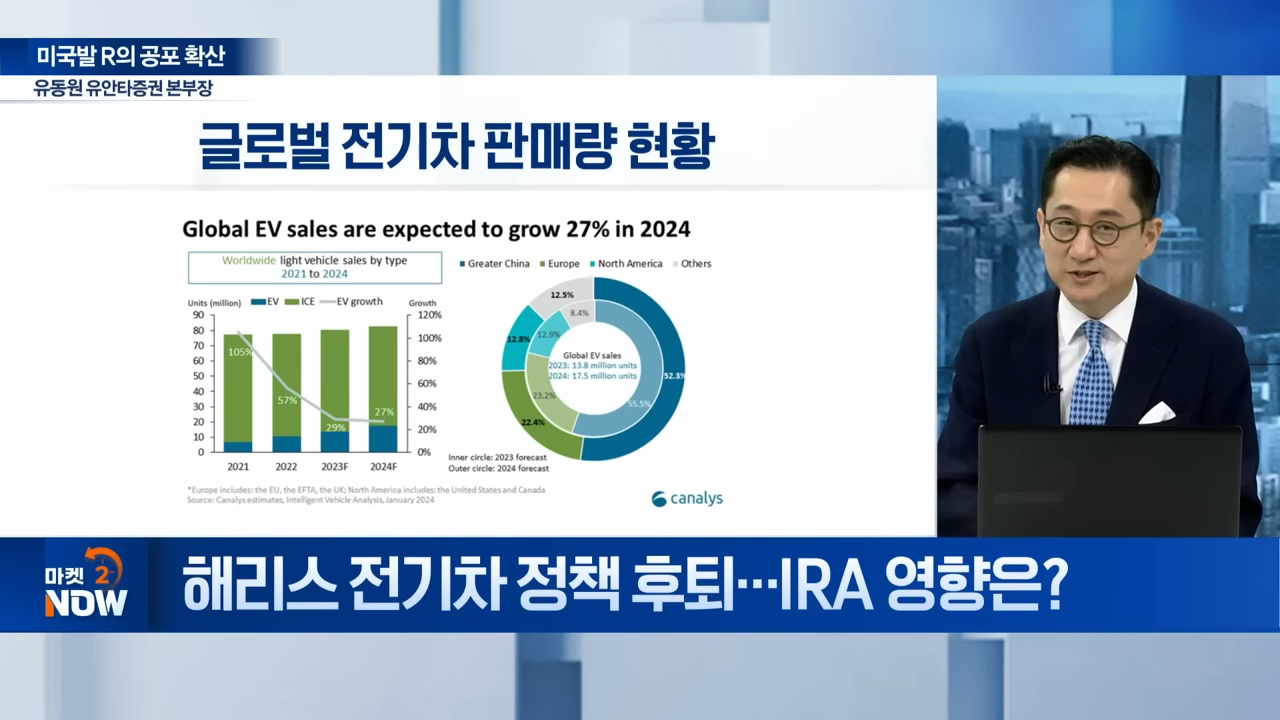 미국발 R의 공포 확산
유동원 유안타증권 본부장
글로벌 전기차 판매량 현황
Global EV sales are expected to grow 27% in 2024
Worldwide light vehicle sales by type
2021 to 2024
Units (million)
EV ICE EV growth
Growth
90
80
70
60
50
40
30
20
10
0
120%
100%
80%
60%
40%
20%
0%
105%
57%
29%
27%
2021 2022 2023F 2024F
Greater China Europe North America Others
12.5%
8.4%
12.8%
12.9%
Global EV sales
2023: 13.8 million units
2024: 17.5 million units
52.3%
23.2%
55.5%
22.4%
Inner circle: 2023 forecast
Outer circle: 2024 forecast
*Europe includes: the EU, the EFTA, the UK; North America includes: the United States and Canada
Source: Canalys estimates, Intelligent Vehicle Analysis, January 2024
canalys
마켓 2
NOW
해리스 전기차 정책 후퇴…IRA 영향은?